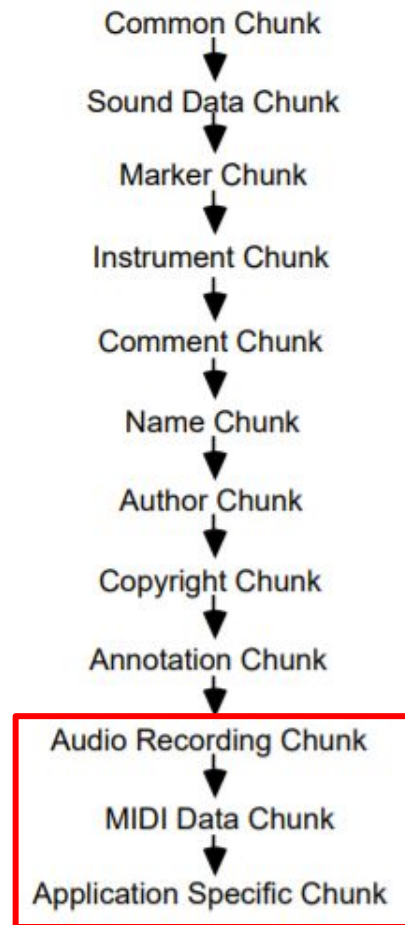 Common Chunk
Sound Data Chunk
Marker Chunk
Instrument Chunk
Comment Chunk
Name Chunk
Author Chunk
Copyright Chunk
Annotation Chunk
Audio Recording Chunk
MIDI Data Chunk
Application Specific Chunk